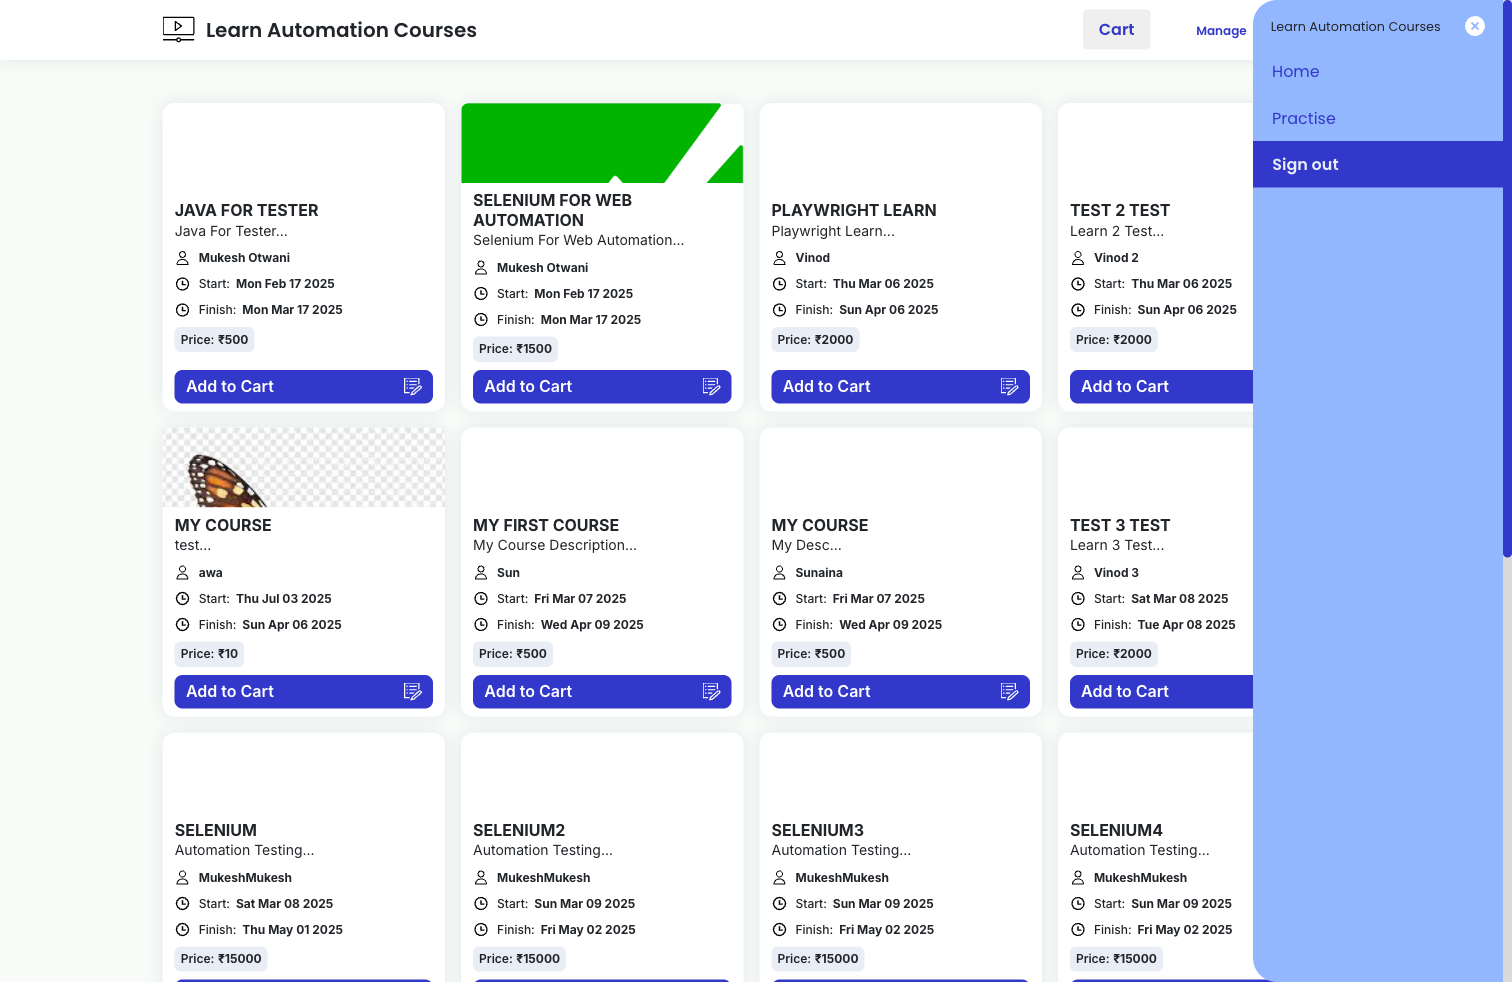 Learn Automation Courses
Cart
Manage
Learn Automation Courses
Home
Practise
Sign out
JAVA FOR TESTER
Java For Tester...
Mukesh Otwani
Start: Mon Feb 17 2025
Finish: Mon Mar 17 2025
Price: ₹500
Add to Cart
SELENIUM FOR WEB
AUTOMATION
Selenium For Web Automation...
Mukesh Otwani
Start: Mon Feb 17 2025
Finish: Mon Mar 17 2025
Price: ₹1500
Add to Cart
PLAYWRIGHT LEARN
Playwright Learn...
Vinod
Start: Thu Mar 06 2025
Finish: Sun Apr 06 2025
Price: ₹2000
Add to Cart
TEST 2 TEST
Learn 2 Test...
Vinod 2
Start: Thu Mar 06 2025
Finish: Sun Apr 06 2025
Price: ₹2000
Add to Cart
MY COURSE
test...
awa
Start: Thu Jul 03 2025
Finish: Sun Apr 06 2025
Price: ₹10
Add to Cart
MY FIRST COURSE
My Course Description...
Sun
Start: Fri Mar 07 2025
Finish: Wed Apr 09 2025
Price: ₹500
Add to Cart
MY COURSE
My Desc...
Sunaina
Start: Fri Mar 07 2025
Finish: Wed Apr 09 2025
Price: ₹500
Add to Cart
TEST 3 TEST
Learn 3 Test...
Vinod 3
Start: Sat Mar 08 2025
Finish: Tue Apr 08 2025
Price: ₹2000
Add to Cart
SELENIUM
Automation Testing...
MukeshMukesh
Start: Sat Mar 08 2025
Finish: Thu May 01 2025
Price: ₹15000
SELENIUM2
Automation Testing...
MukeshMukesh
Start: Sun Mar 09 2025
Finish: Fri May 02 2025
Price: ₹15000
SELENIUM3
Automation Testing...
MukeshMukesh
Start: Sun Mar 09 2025
Finish: Fri May 02 2025
Price: ₹15000
SELENIUM4
Automation Testing...
MukeshMukesh
Start: Sun Mar 09 2025
Finish: Fri May 02 2025
Price: ₹15000